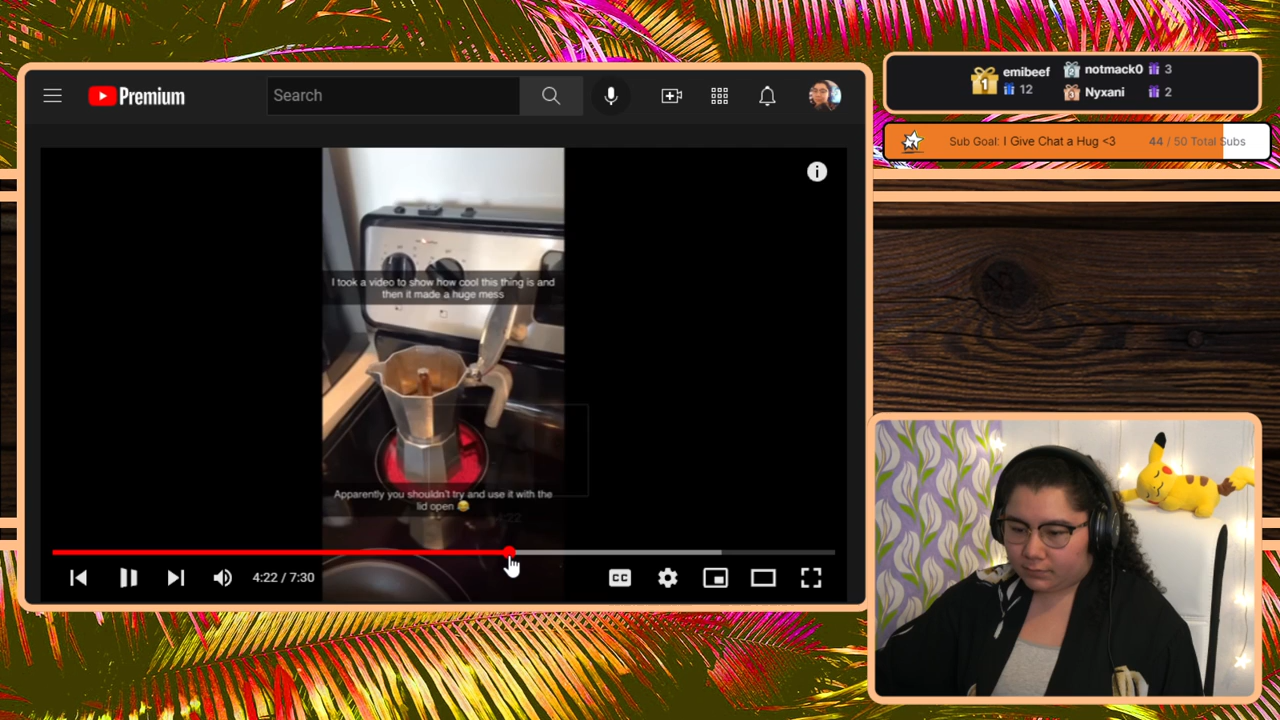 Premium
Search
I took a video to show how cool this thing is and
then it made a huge mess
Apparently you shouldn't try and use it with the
lid open 😂
4:22 / 7:30
CC
1
emibeef
12
notmack0 3
Nyxani 2
Sub Goal: I Give Chat a Hug <3 44 / 50 Total Subs